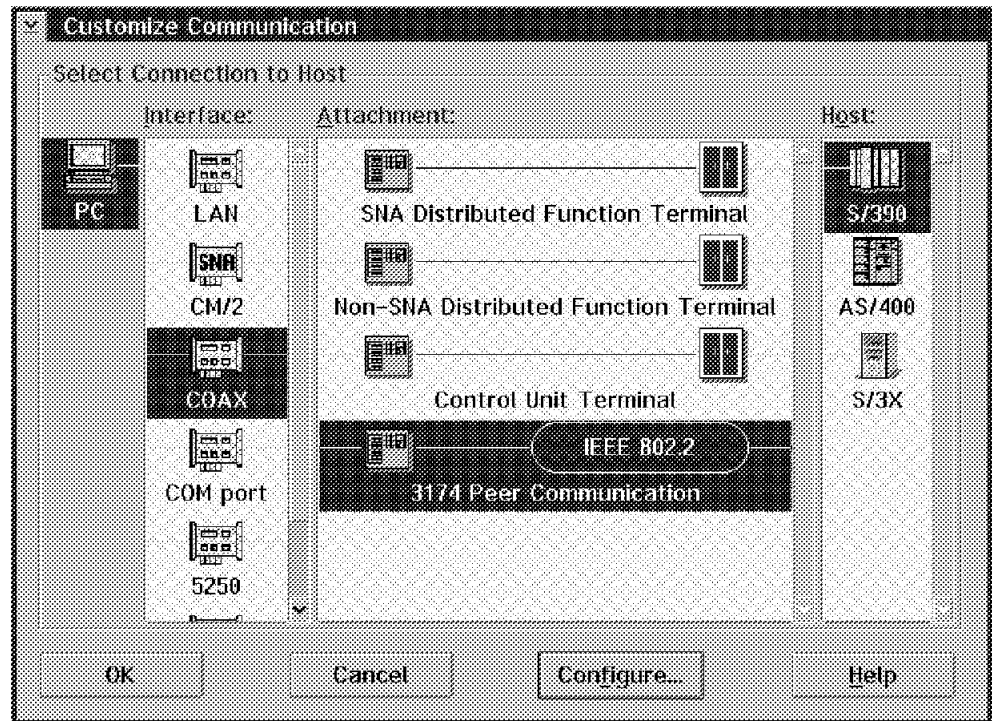 Customize Communication
Select Connection to Host
Interface:
Attachment:
Host:
PC
LAN
SNA
CM/2
COAX
COM port
5250
SNA Distributed Function Terminal
Non-SNA Distributed Function Terminal
Control Unit Terminal
IEEE 802.2
3174 Peer Communication
S/390
AS/400
S/3X
OK
Cancel
Configure...
Help